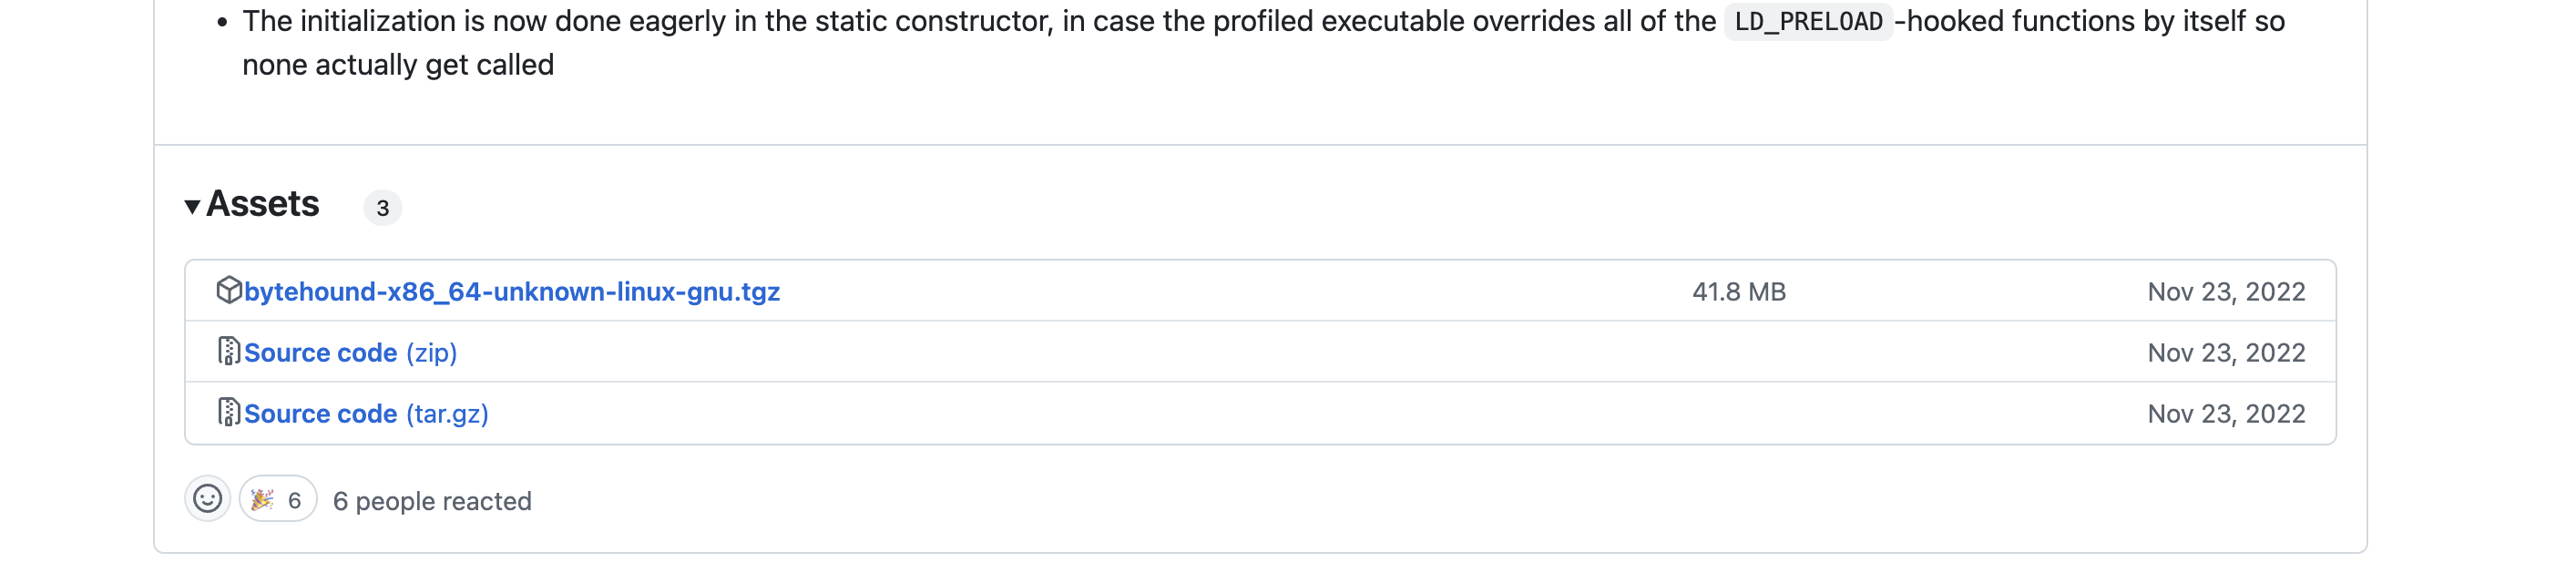 • The initialization is now done eagerly in the static constructor, in case the profiled executable overrides all of the LD_PRELOAD-hooked functions by itself so
none actually get called
Assets 3
bytehound-x86_64-unknown-linux-gnu.tgz 41.8 MB Nov 23, 2022
Source code (zip) Nov 23, 2022
Source code (tar.gz) Nov 23, 2022
🎉 6 6 people reacted